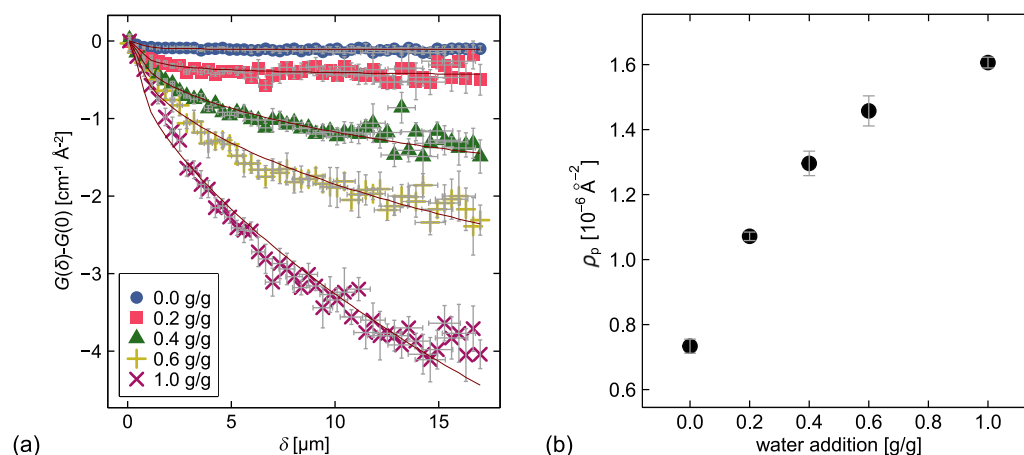 0
-1
-2
-3
-4
G(δ)-G(0) [cm⁻¹ Å⁻²]
0.0 g/g
0.2 g/g
0.4 g/g
0.6 g/g
1.0 g/g
0 5 10 15
δ [µm]
(a)
1.6
1.4
1.2
1.0
0.8
0.6
ρp [10⁻⁶ Å⁻²]
0.0 0.2 0.4 0.6 0.8 1.0
water addition [g/g]
(b)